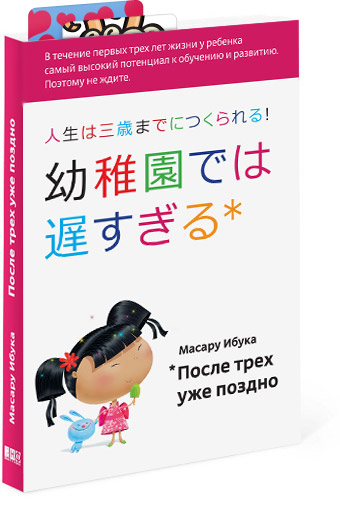 В течение первых трех лет жизни у ребенка
самый высокий потенциал к обучению и развитию.
Поэтому не ждите.
人生は三歳までにつくられる!
幼稚園では
遅すぎる*
Масару Ибука
*После трех
уже поздно
После трех уже поздно
Масару Ибука